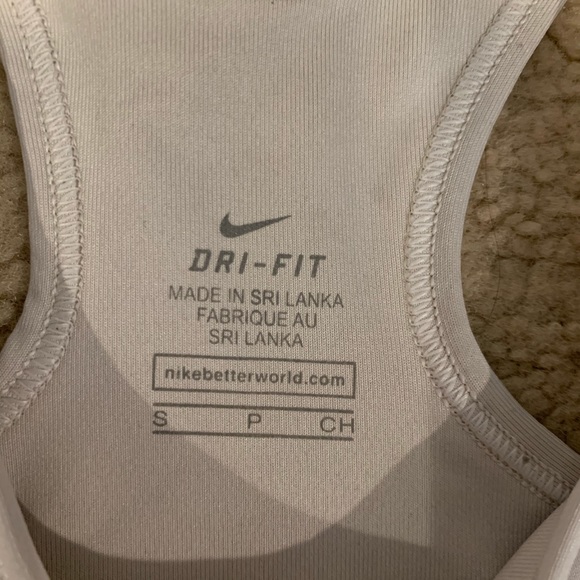 DRI-FIT
MADE IN SRI LANKA
FABRIQUE AU
SRI LANKA
nikebetterworld.com
S P CH